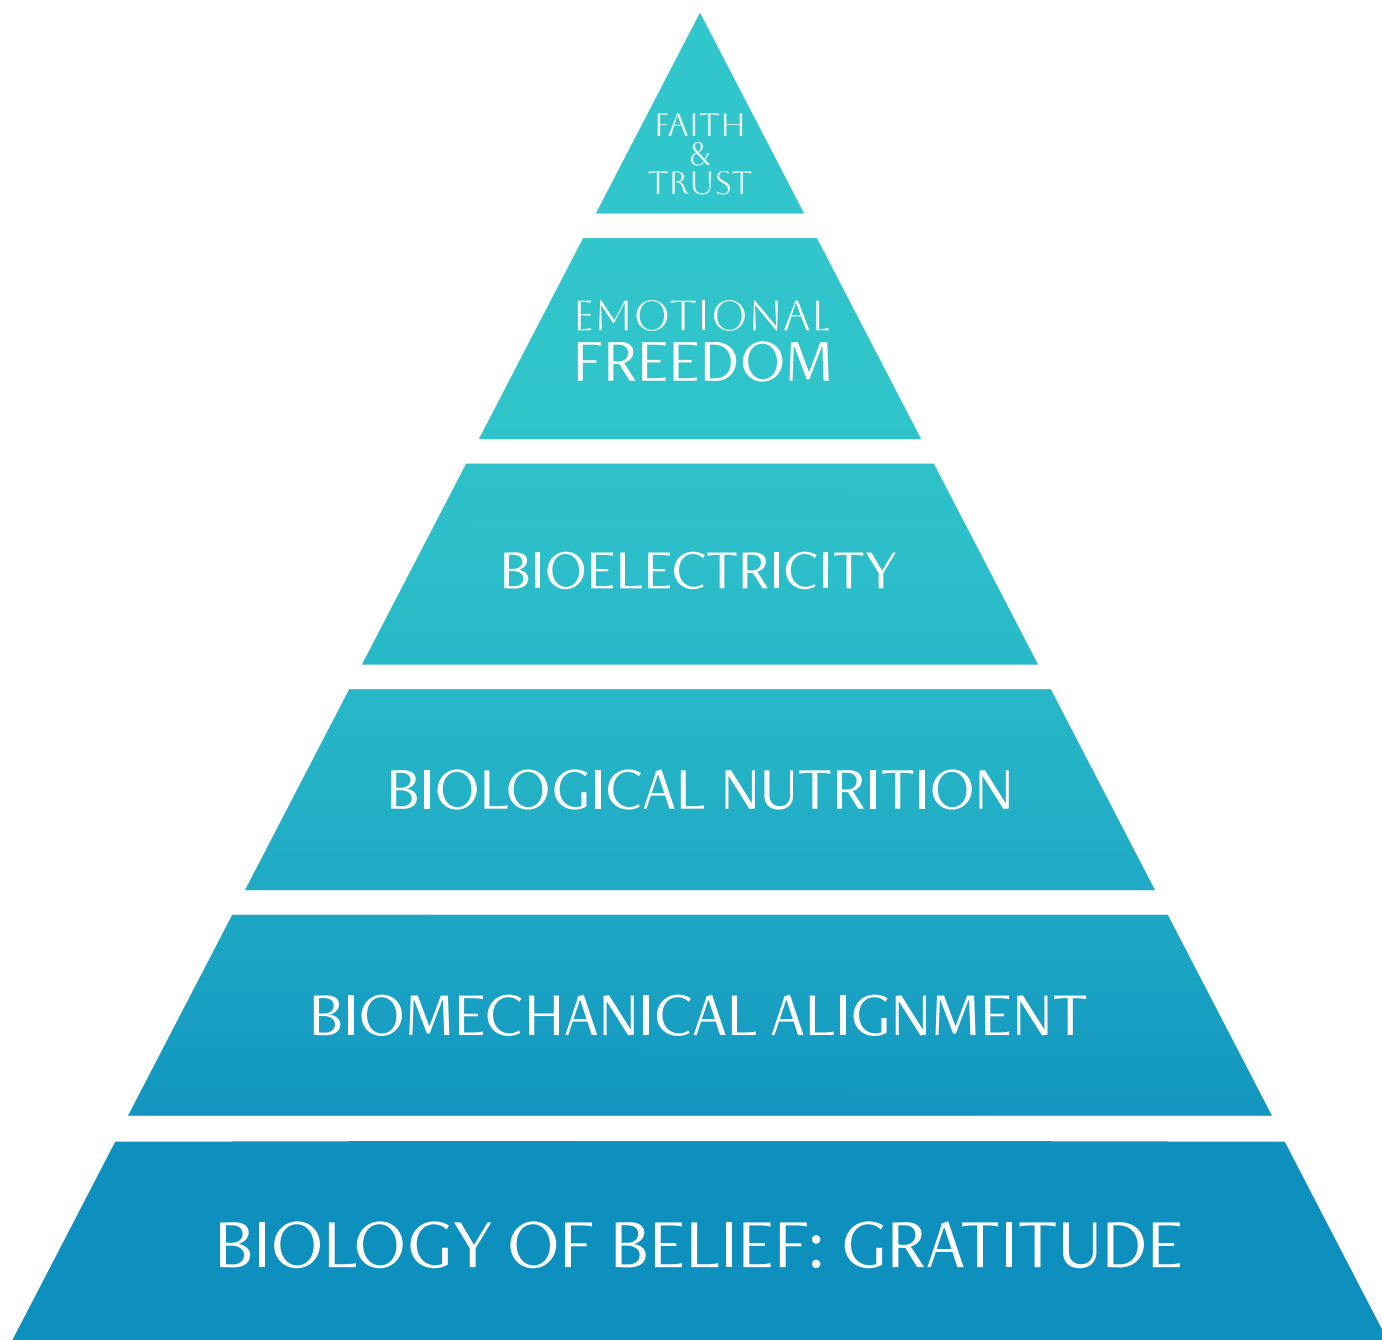 FAITH
&
TRUST
EMOTIONAL
FREEDOM
BIOELECTRICITY
BIOLOGICAL NUTRITION
BIOMECHANICAL ALIGNMENT
BIOLOGY OF BELIEF: GRATITUDE